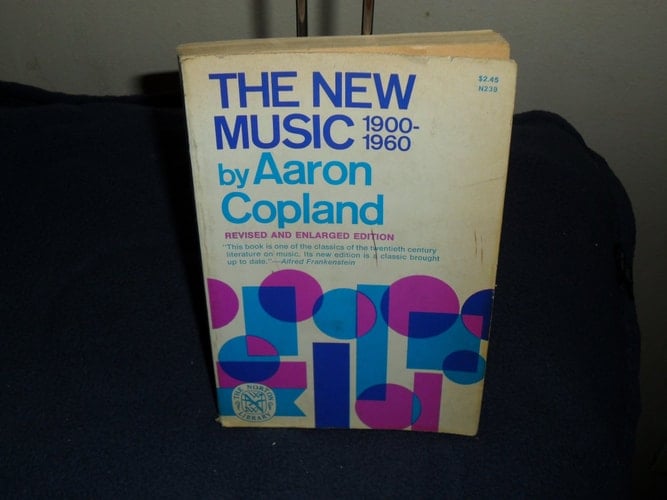 THE NEW
MUSIC 1900-
1960
$2.45
N239
by Aaron
Copland
REVISED AND ENLARGED EDITION
"This book is one of the classics of the twentieth century
literature on music. Its new edition is a classic brought
up to date."—Alfred Frankenstein
THE NORTON
LIBRARY